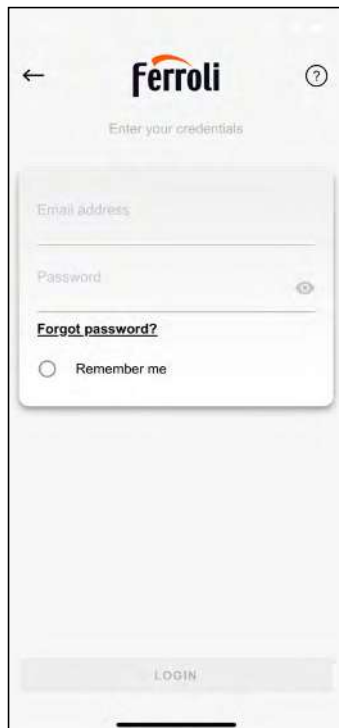 Ferroli
?
Enter your credentials
Email address
Password
Forgot password?
Remember me
LOGIN